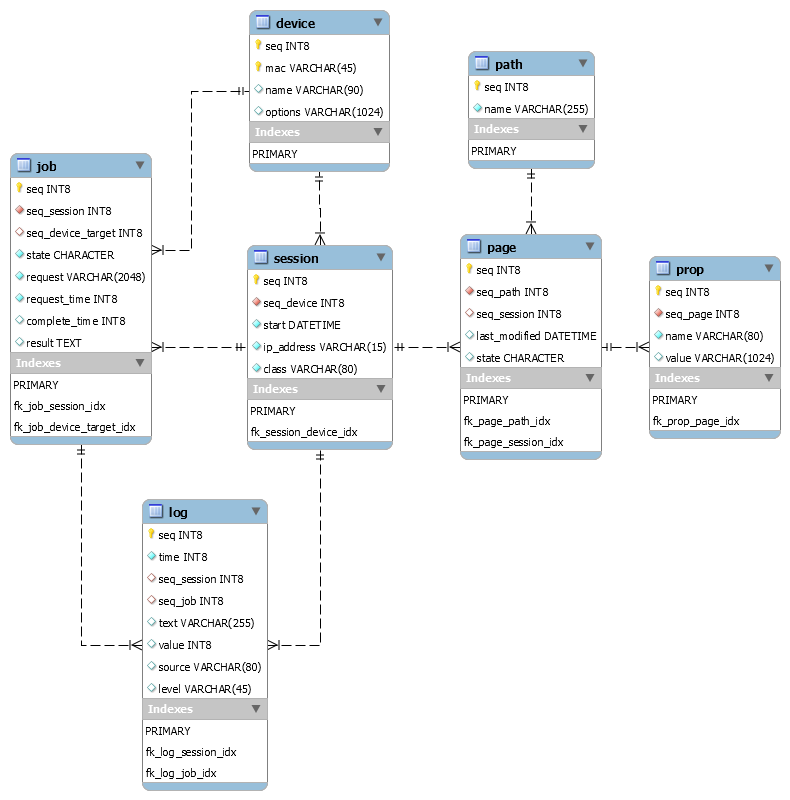 device
seq INT8
mac VARCHAR(45)
name VARCHAR(90)
options VARCHAR(1024)
Indexes
PRIMARY
path
seq INT8
name VARCHAR(255)
Indexes
PRIMARY
job
seq INT8
seq_session INT8
seq_device_target INT8
state CHARACTER
request VARCHAR(2048)
request_time INT8
complete_time INT8
result TEXT
Indexes
PRIMARY
fk_job_session_idx
fk_job_device_target_idx
session
seq INT8
seq_device INT8
start DATETIME
ip_address VARCHAR(15)
class VARCHAR(80)
Indexes
PRIMARY
fk_session_device_idx
page
seq INT8
seq_path INT8
seq_session INT8
last_modified DATETIME
state CHARACTER
Indexes
PRIMARY
fk_page_path_idx
fk_page_session_idx
prop
seq INT8
seq_page INT8
name VARCHAR(80)
value VARCHAR(1024)
Indexes
PRIMARY
fk_prop_page_idx
log
seq INT8
time INT8
seq_session INT8
seq_job INT8
text VARCHAR(255)
value INT8
source VARCHAR(80)
level VARCHAR(45)
Indexes
PRIMARY
fk_log_session_idx
fk_log_job_idx